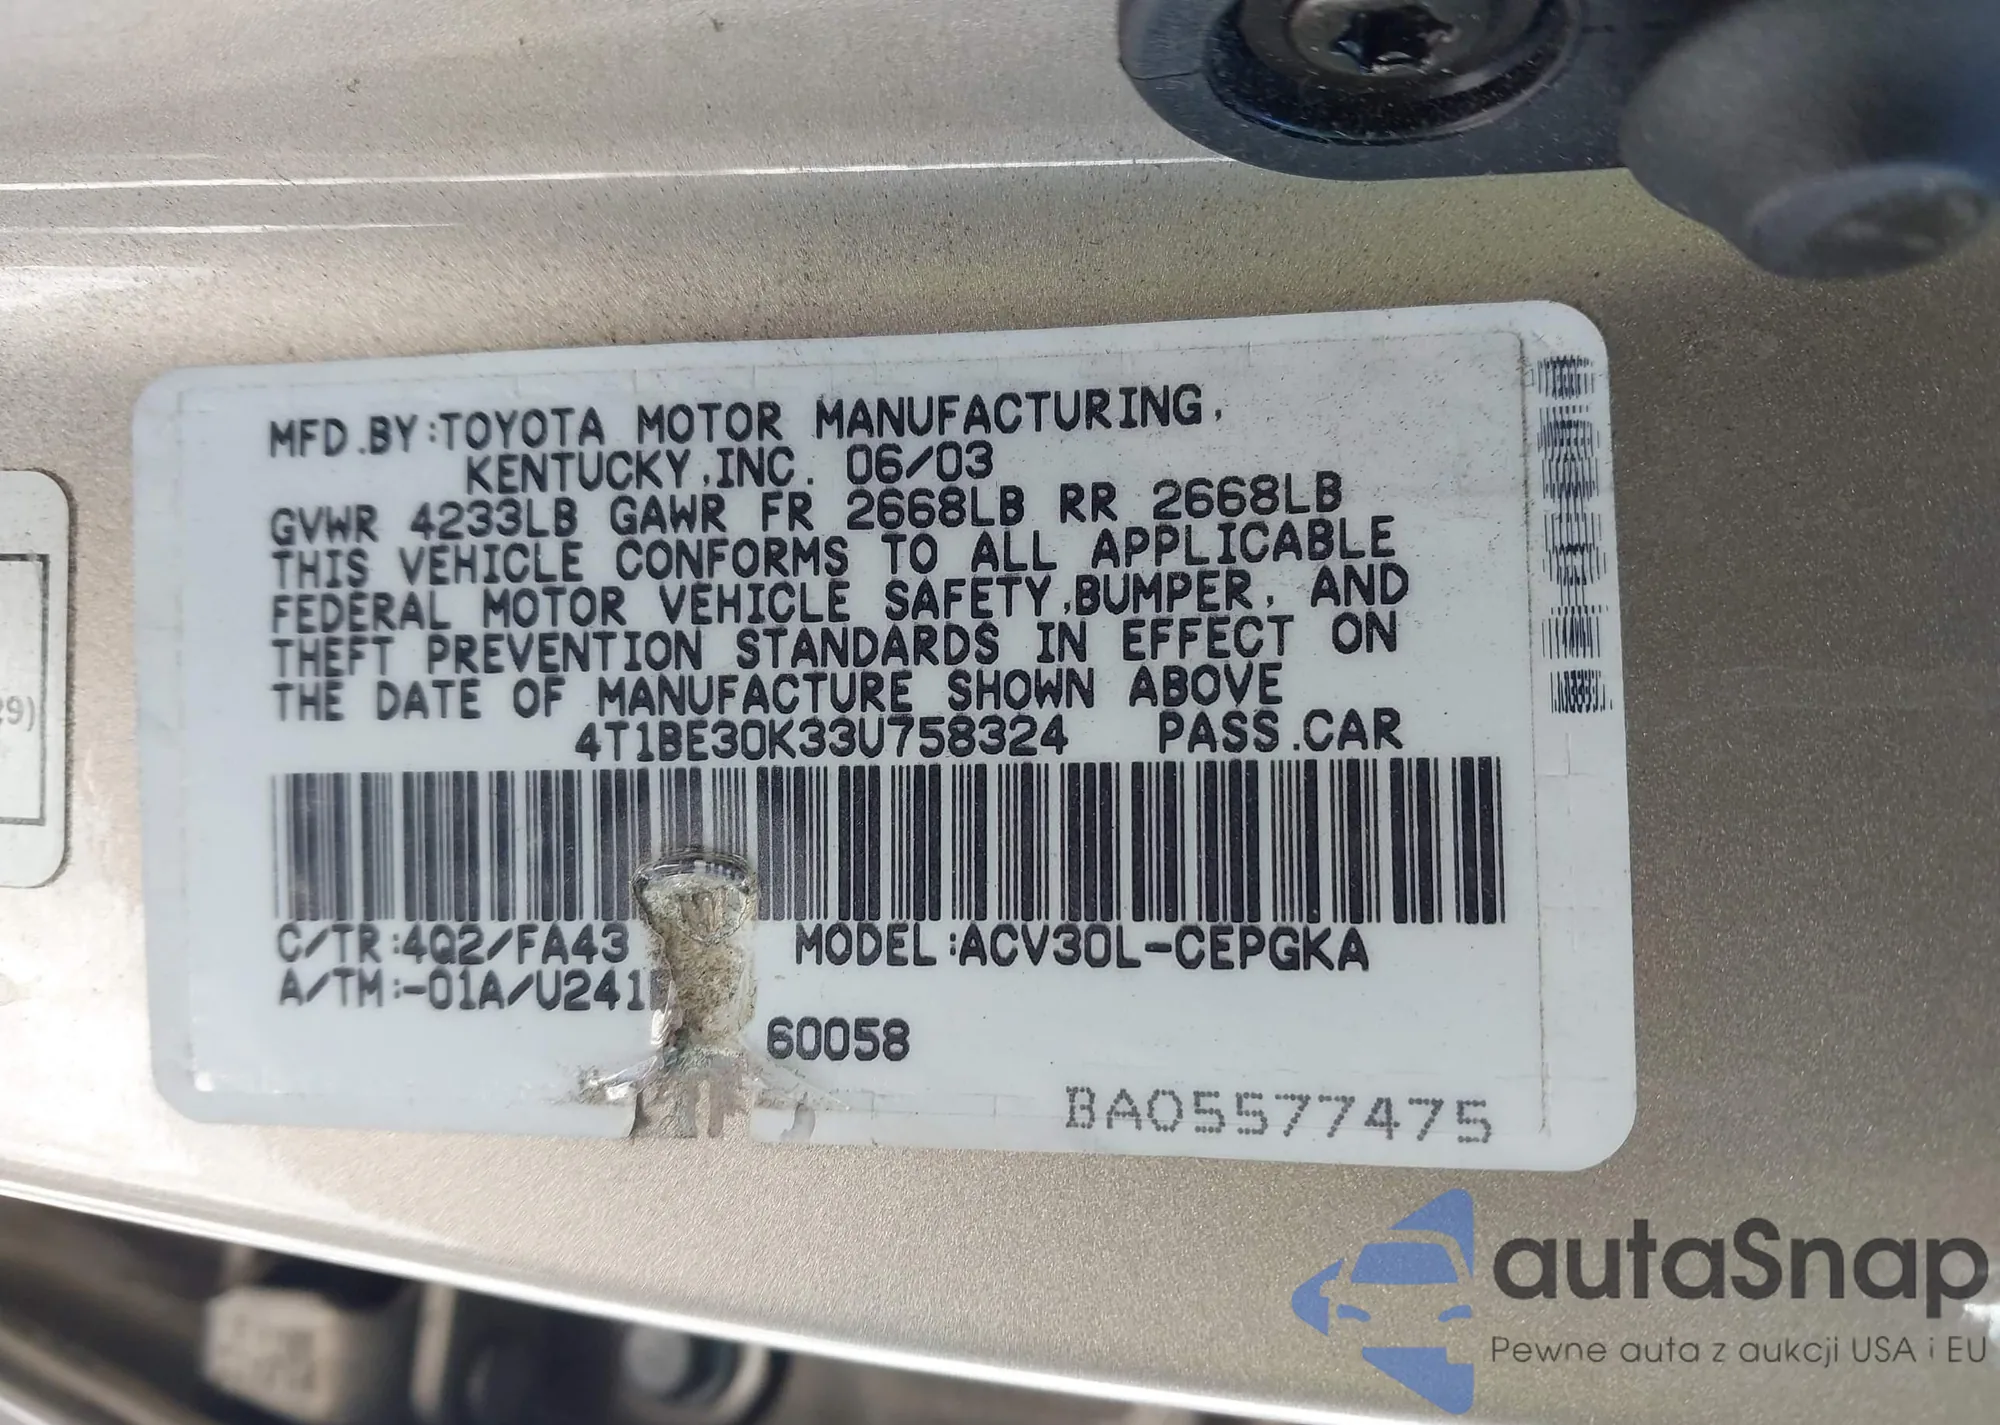 MFD.BY:TOYOTA MOTOR MANUFACTURING,
KENTUCKY,INC. 06/03
GVWR 4233LB GAWR FR 2668LB RR 2668LB
THIS VEHICLE CONFORMS TO ALL APPLICABLE
FEDERAL MOTOR VEHICLE SAFETY,BUMPER, AND
THEFT PREVENTION STANDARDS IN EFFECT ON
THE DATE OF MANUFACTURE SHOWN ABOVE
4T1BE30K33U758324 PASS.CAR
C/TR:4Q2/FA43 MODEL:ACV30L-CEPGKA
A/TM:-01A/U241
60058
BA05577475
29)
autaSnap
Pewne auta z aukcji USA i EU